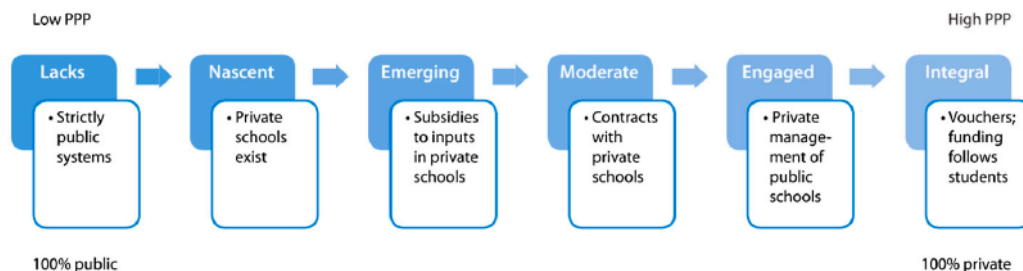 Low PPP
High PPP
Lacks
Nascent
Emerging
Moderate
Engaged
Integral
• Strictly
public
systems
• Private
schools
exist
• Subsidies
to inputs
in private
schools
• Contracts
with
private
schools
• Private
manage-
ment of
public
schools
• Vouchers;
funding
follows
students
100% public
100% private